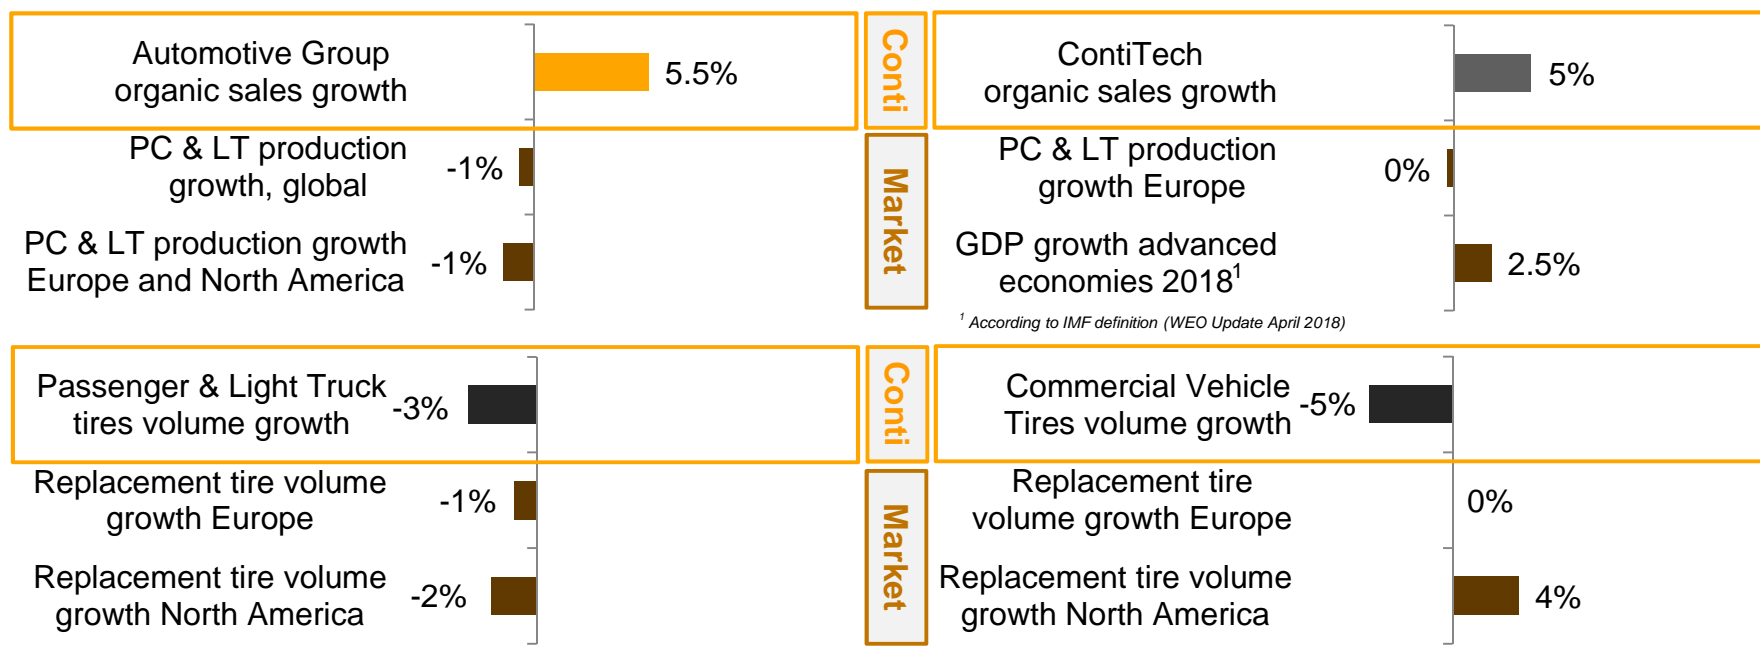 Automotive Group
organic sales growth
5.5%
PC & LT production
growth, global
-1%
PC & LT production growth
Europe and North America
-1%
Conti
Market
ContiTech
organic sales growth
5%
PC & LT production
growth Europe
0%
GDP growth advanced
economies 2018¹
2.5%
¹ According to IMF definition (WEO Update April 2018)
Passenger & Light Truck
tires volume growth
-3%
Replacement tire volume
growth Europe
-1%
Replacement tire volume
growth North America
-2%
Conti
Market
Commercial Vehicle
Tires volume growth
-5%
Replacement tire
volume growth Europe
0%
Replacement tire volume
growth North America
4%